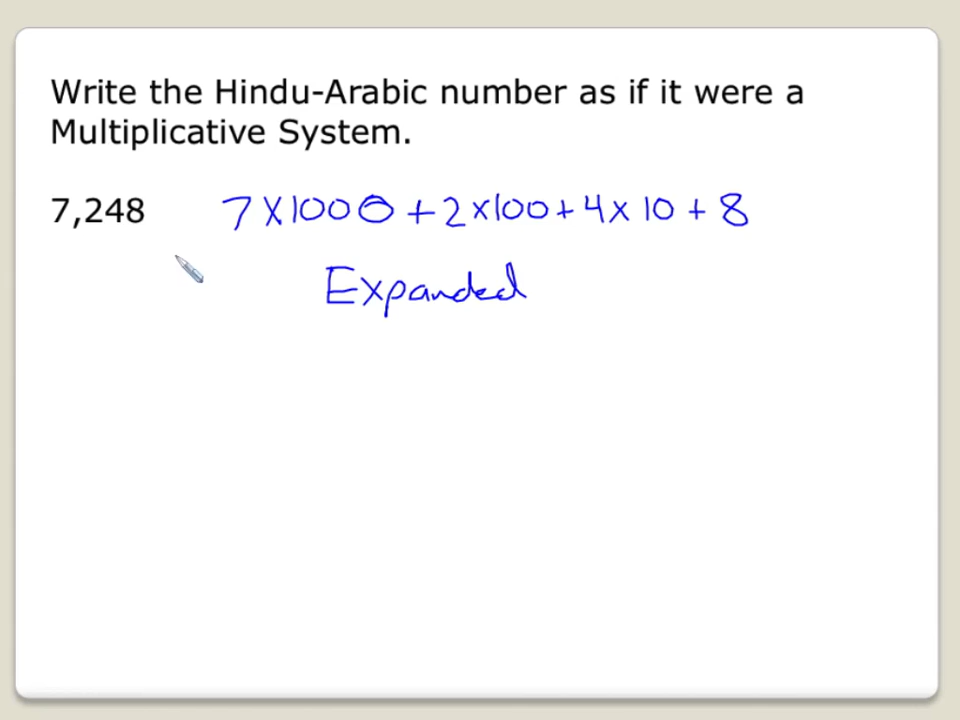 Write the Hindu-Arabic number as if it were a
Multiplicative System.
7,248 7 X 1000 + 2 x 100 + 4 x 10 + 8
Expanded